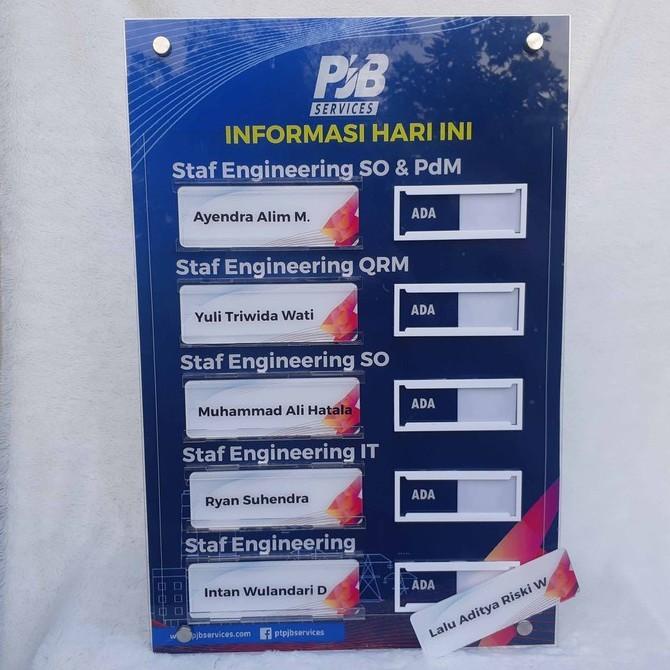 PJB
SERVICES
INFORMASI HARI INI
Staf Engineering SO & PdM
Ayendra Alim M.
ADA
Staf Engineering QRM
Yuli Triwida Wati
ADA
Staf Engineering SO
Muhammad Ali Hatala
ADA
Staf Engineering IT
Ryan Suhendra
ADA
Staf Engineering
Intan Wulandari D
ADA
Lalu Aditya Riski W
pjbservices.com
ptpjbservices